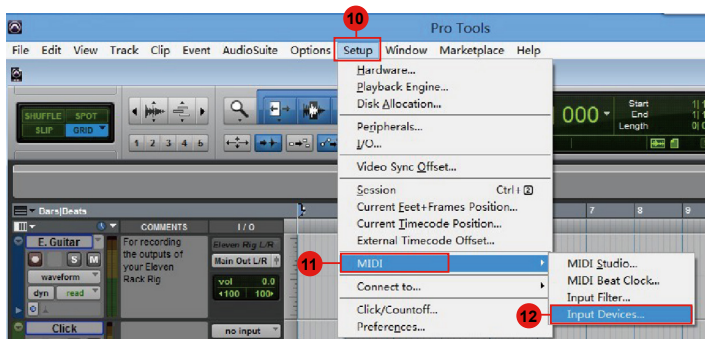 10
Pro Tools
File Edit View Track Clip Event AudioSuite Options Setup Window Marketplace Help
Hardware...
Playback Engine...
Disk Allocation...
Peripherals...
I/O...
Video Sync Offset...
Session Ctrl+2
Current Feet+Frames Position...
Current Timecode Position...
External Timecode Offset...
11 MIDI
Connect to...
Click/Countoff...
Preferences...
MIDI Studio...
MIDI Beat Clock...
Input Filter...
12 Input Devices...
SHUFFLE SPOT
SLIP GRID
1 2 3 4 5
000
Start
End
Length
Bars|Beats
7 8 9
COMMENTS I/O
E. Guitar
S M
waveform
dyn read
For recording
the outputs of
your Eleven
Rack Rig
Eleven Rig L/R
Main Out L/R
vol 0.0
100 100
Click
no input